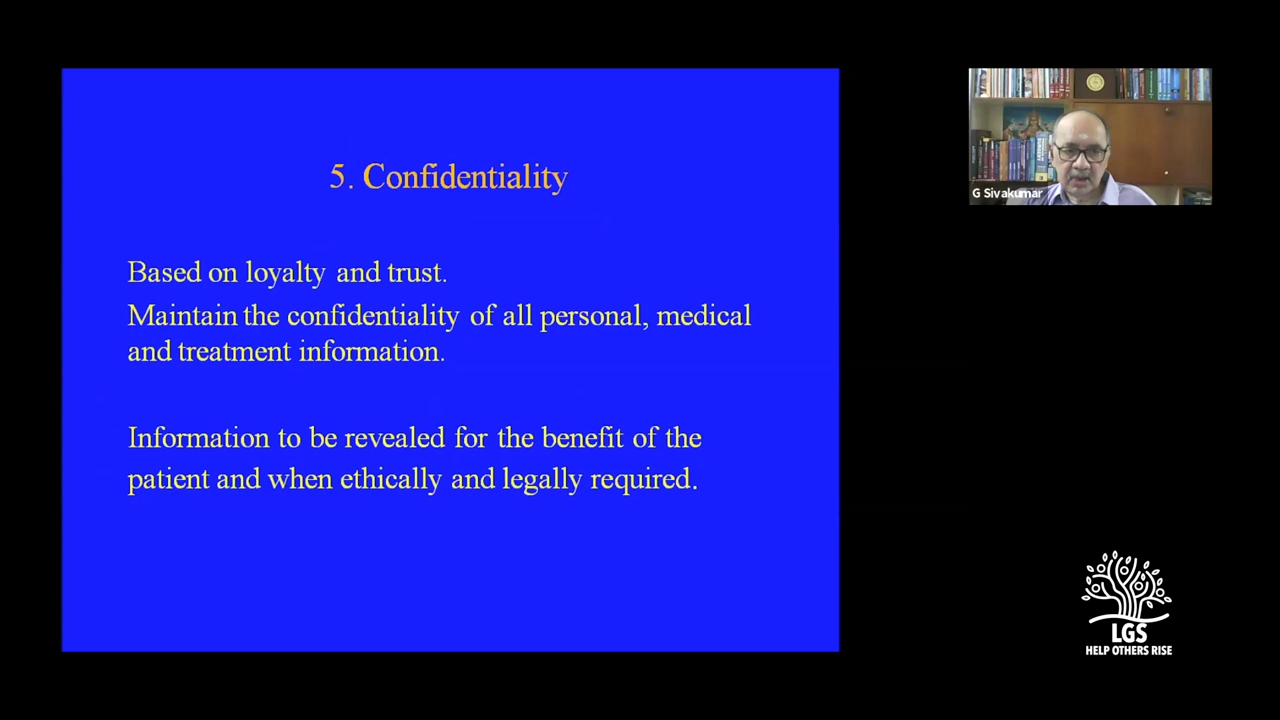 5. Confidentiality
Based on loyalty and trust.
Maintain the confidentiality of all personal, medical
and treatment information.
Information to be revealed for the benefit of the
patient and when ethically and legally required.
G Sivakumar
LGS
HELP OTHERS RISE